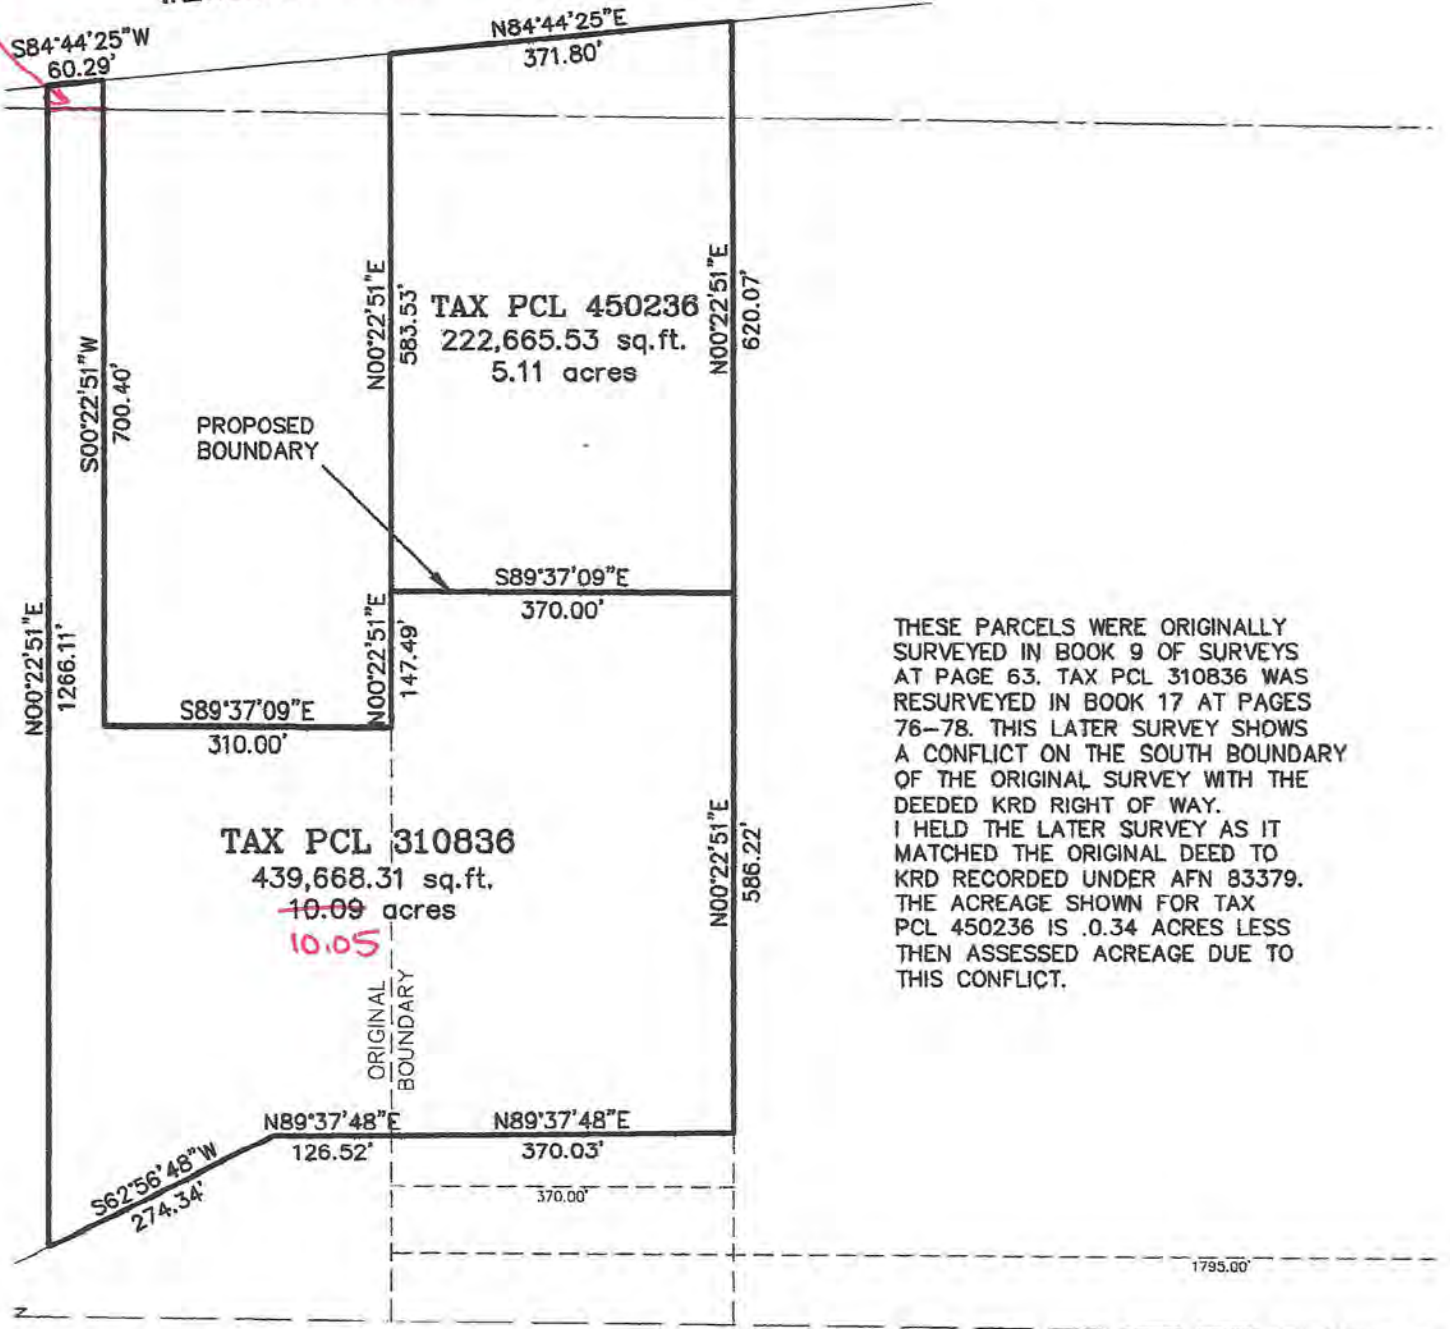 S84°44'25"W
60.29'
N84°44'25"E
371.80'
N00°22'51"E
583.53'
TAX PCL 450236
222,665.53 sq.ft.
5.11 acres
N00°22'51"E
620.07'
S00°22'51"W
700.40'
PROPOSED
BOUNDARY
S89°37'09"E
370.00'
N00°22'51"E
1266.11'
N00°22'51"E
147.49'
S89°37'09"E
310.00'
THESE PARCELS WERE ORIGINALLY
SURVEYED IN BOOK 9 OF SURVEYS
AT PAGE 63. TAX PCL 310836 WAS
RESURVEYED IN BOOK 17 AT PAGES
76-78. THIS LATER SURVEY SHOWS
A CONFLICT ON THE SOUTH BOUNDARY
OF THE ORIGINAL SURVEY WITH THE
DEEDED KRD RIGHT OF WAY.
I HELD THE LATER SURVEY AS IT
MATCHED THE ORIGINAL DEED TO
KRD RECORDED UNDER AFN 83379.
THE ACREAGE SHOWN FOR TAX
PCL 450236 IS .0.34 ACRES LESS
THEN ASSESSED ACREAGE DUE TO
THIS CONFLICT.
TAX PCL 310836
439,668.31 sq.ft.
10.09 acres
10.05
N00°22'51"E
586.22'
ORIGINAL
BOUNDARY
N89°37'48"E
126.52'
N89°37'48"E
370.03'
S62°56'48"W
274.34'
370.00'
1795.00'